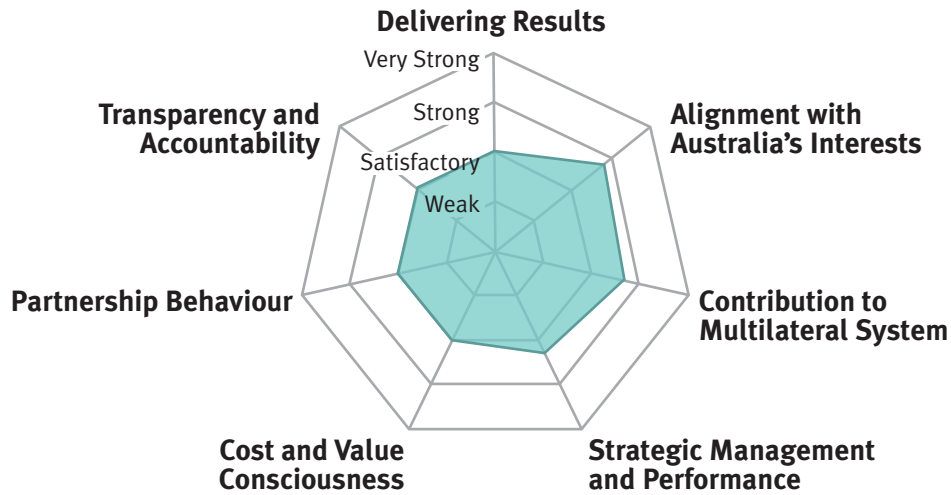 Delivering Results
Very Strong
Strong
Satisfactory
Weak
Transparency and
Accountability
Alignment with
Australia’s Interests
Partnership Behaviour
Contribution to
Multilateral System
Cost and Value
Consciousness
Strategic Management
and Performance